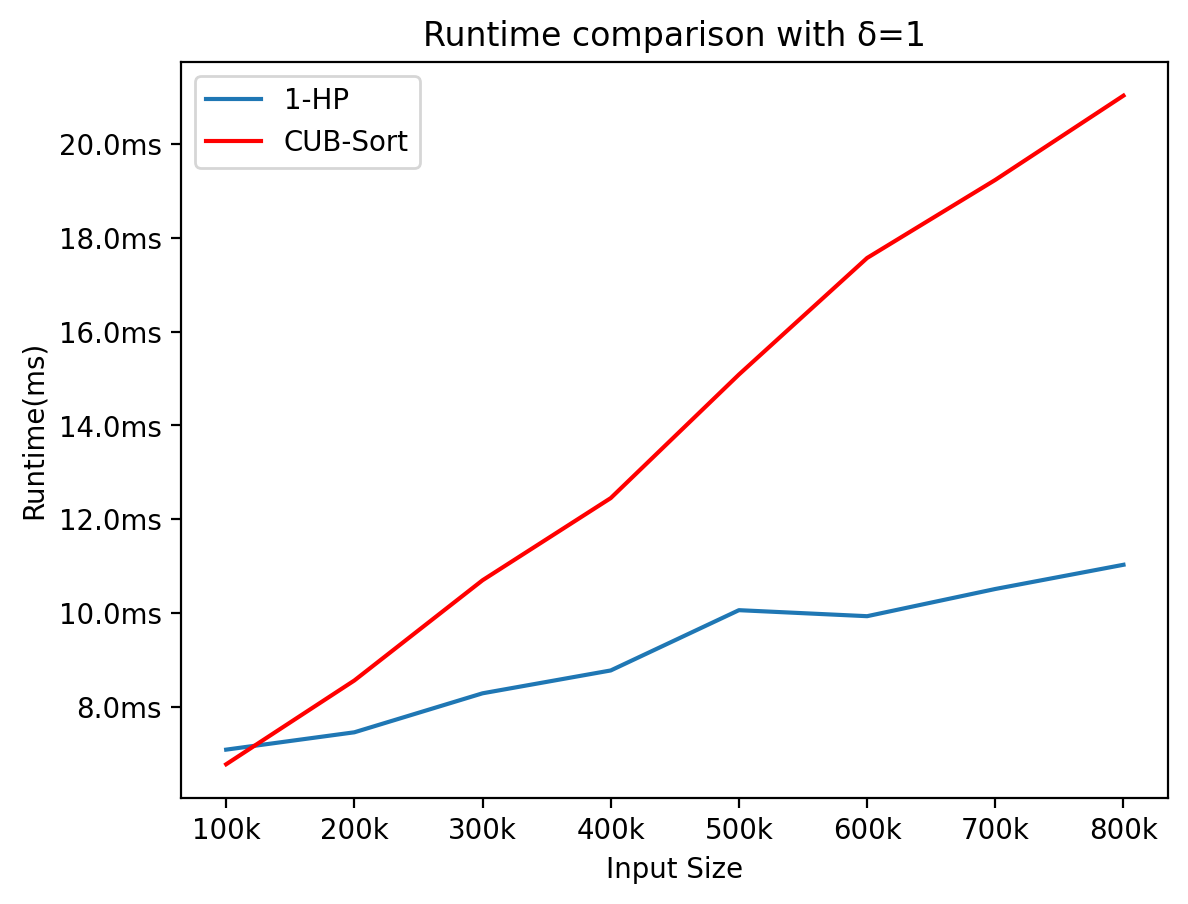 Runtime comparison with δ=1
1-HP
CUB-Sort
20.0ms
18.0ms
16.0ms
14.0ms
12.0ms
10.0ms
8.0ms
Runtime(ms)
100k 200k 300k 400k 500k 600k 700k 800k
Input Size